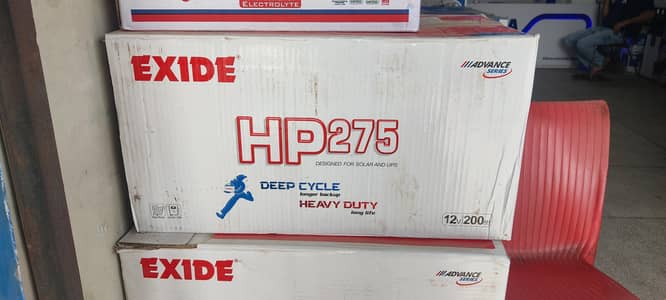 ELECTROLYTE
EXIDE
ADVANCE
SERIES
HP275
DESIGNED FOR SOLAR AND UPS
DEEP CYCLE
longer backup
HEAVY DUTY
long life
12V/200
EXIDE
ADVANCE
SERIES